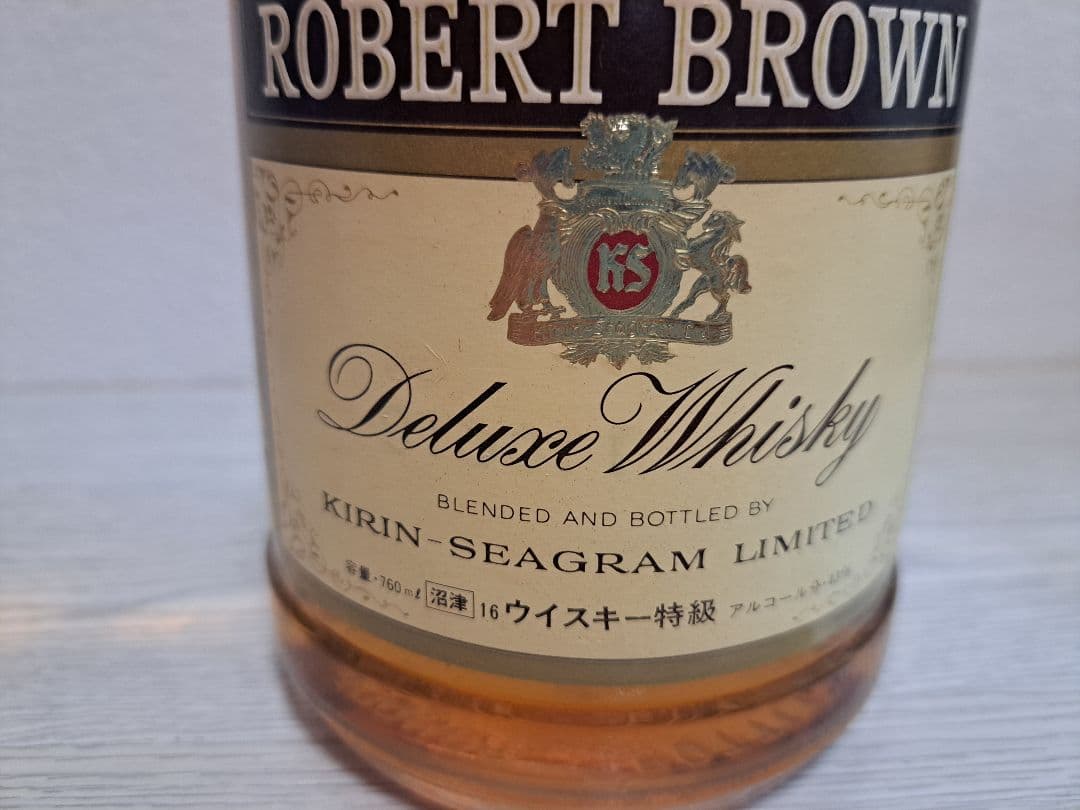 ROBERT BROWN
KS
Deluxe Whisky
BLENDED AND BOTTLED BY
KIRIN-SEAGRAM LIMITED
容量・760ml 沼津 16 ウイスキー特級 アルコール分・43%